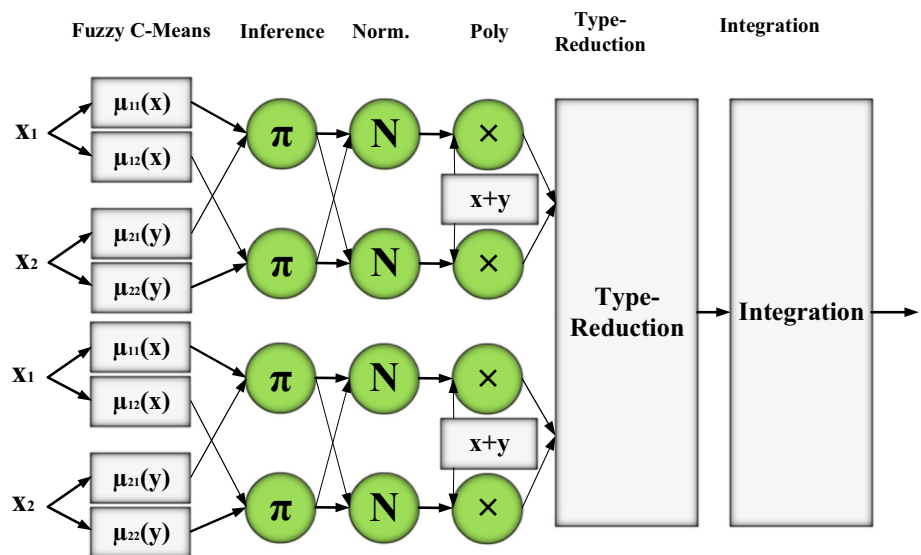 Fuzzy C-Means Inference Norm. Poly Type-Reduction Integration
x1
μ11(x)
μ12(x)
π N ×
x+y
x2
μ21(y)
μ22(y)
π N ×
x1
μ11(x)
μ12(x)
π N ×
x+y
x2
μ21(y)
μ22(y)
π N ×
Type-
Reduction
Integration